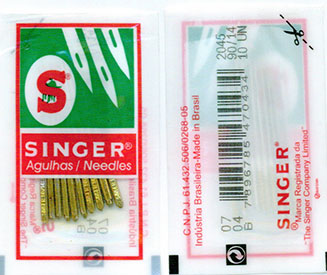 S
SINGER®
Agulhas / Needles
2045
90/14
10 UN
7 896785 470434
07
04
B
C.N.P.J. 61.432.506/0268-05
Indústria Brasileira-Made in Brasil
SINGER®
®Marca Registrada da
The Singer Company Limited